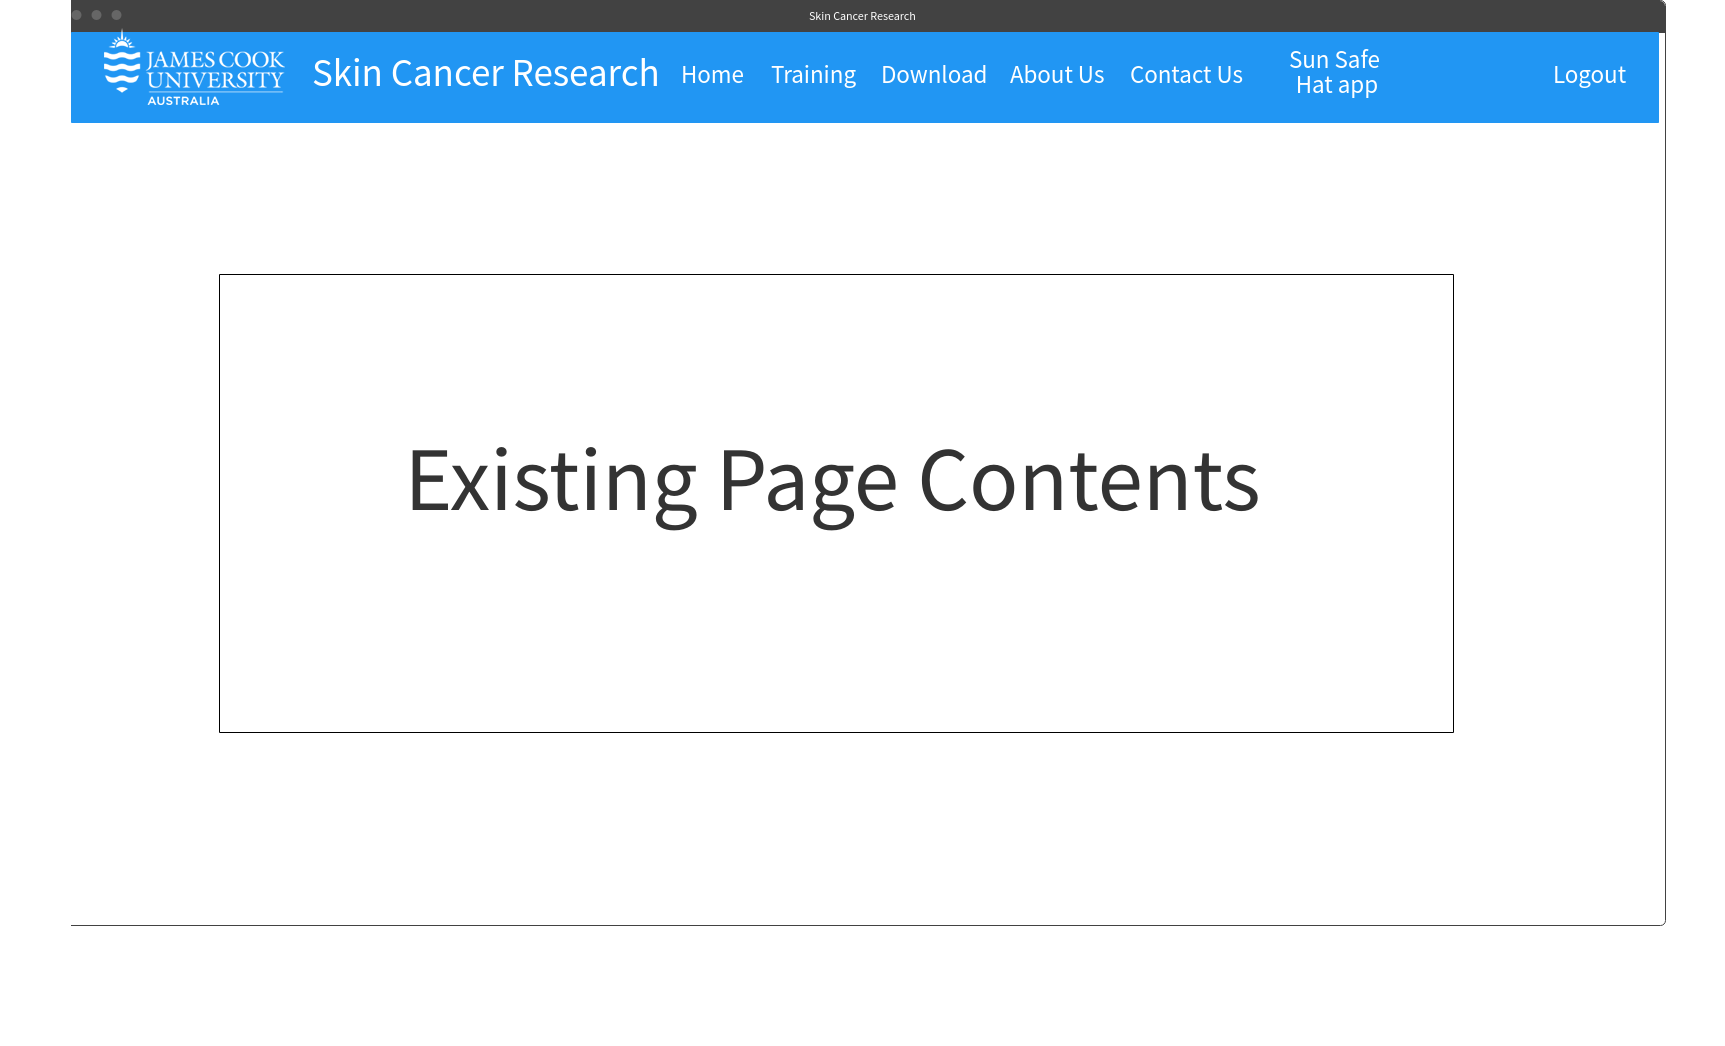 Skin Cancer Research
JAMES COOK
UNIVERSITY
AUSTRALIA
Skin Cancer Research
Home
Training
Download
About Us
Contact Us
Sun Safe
Hat app
Logout
Existing Page Contents